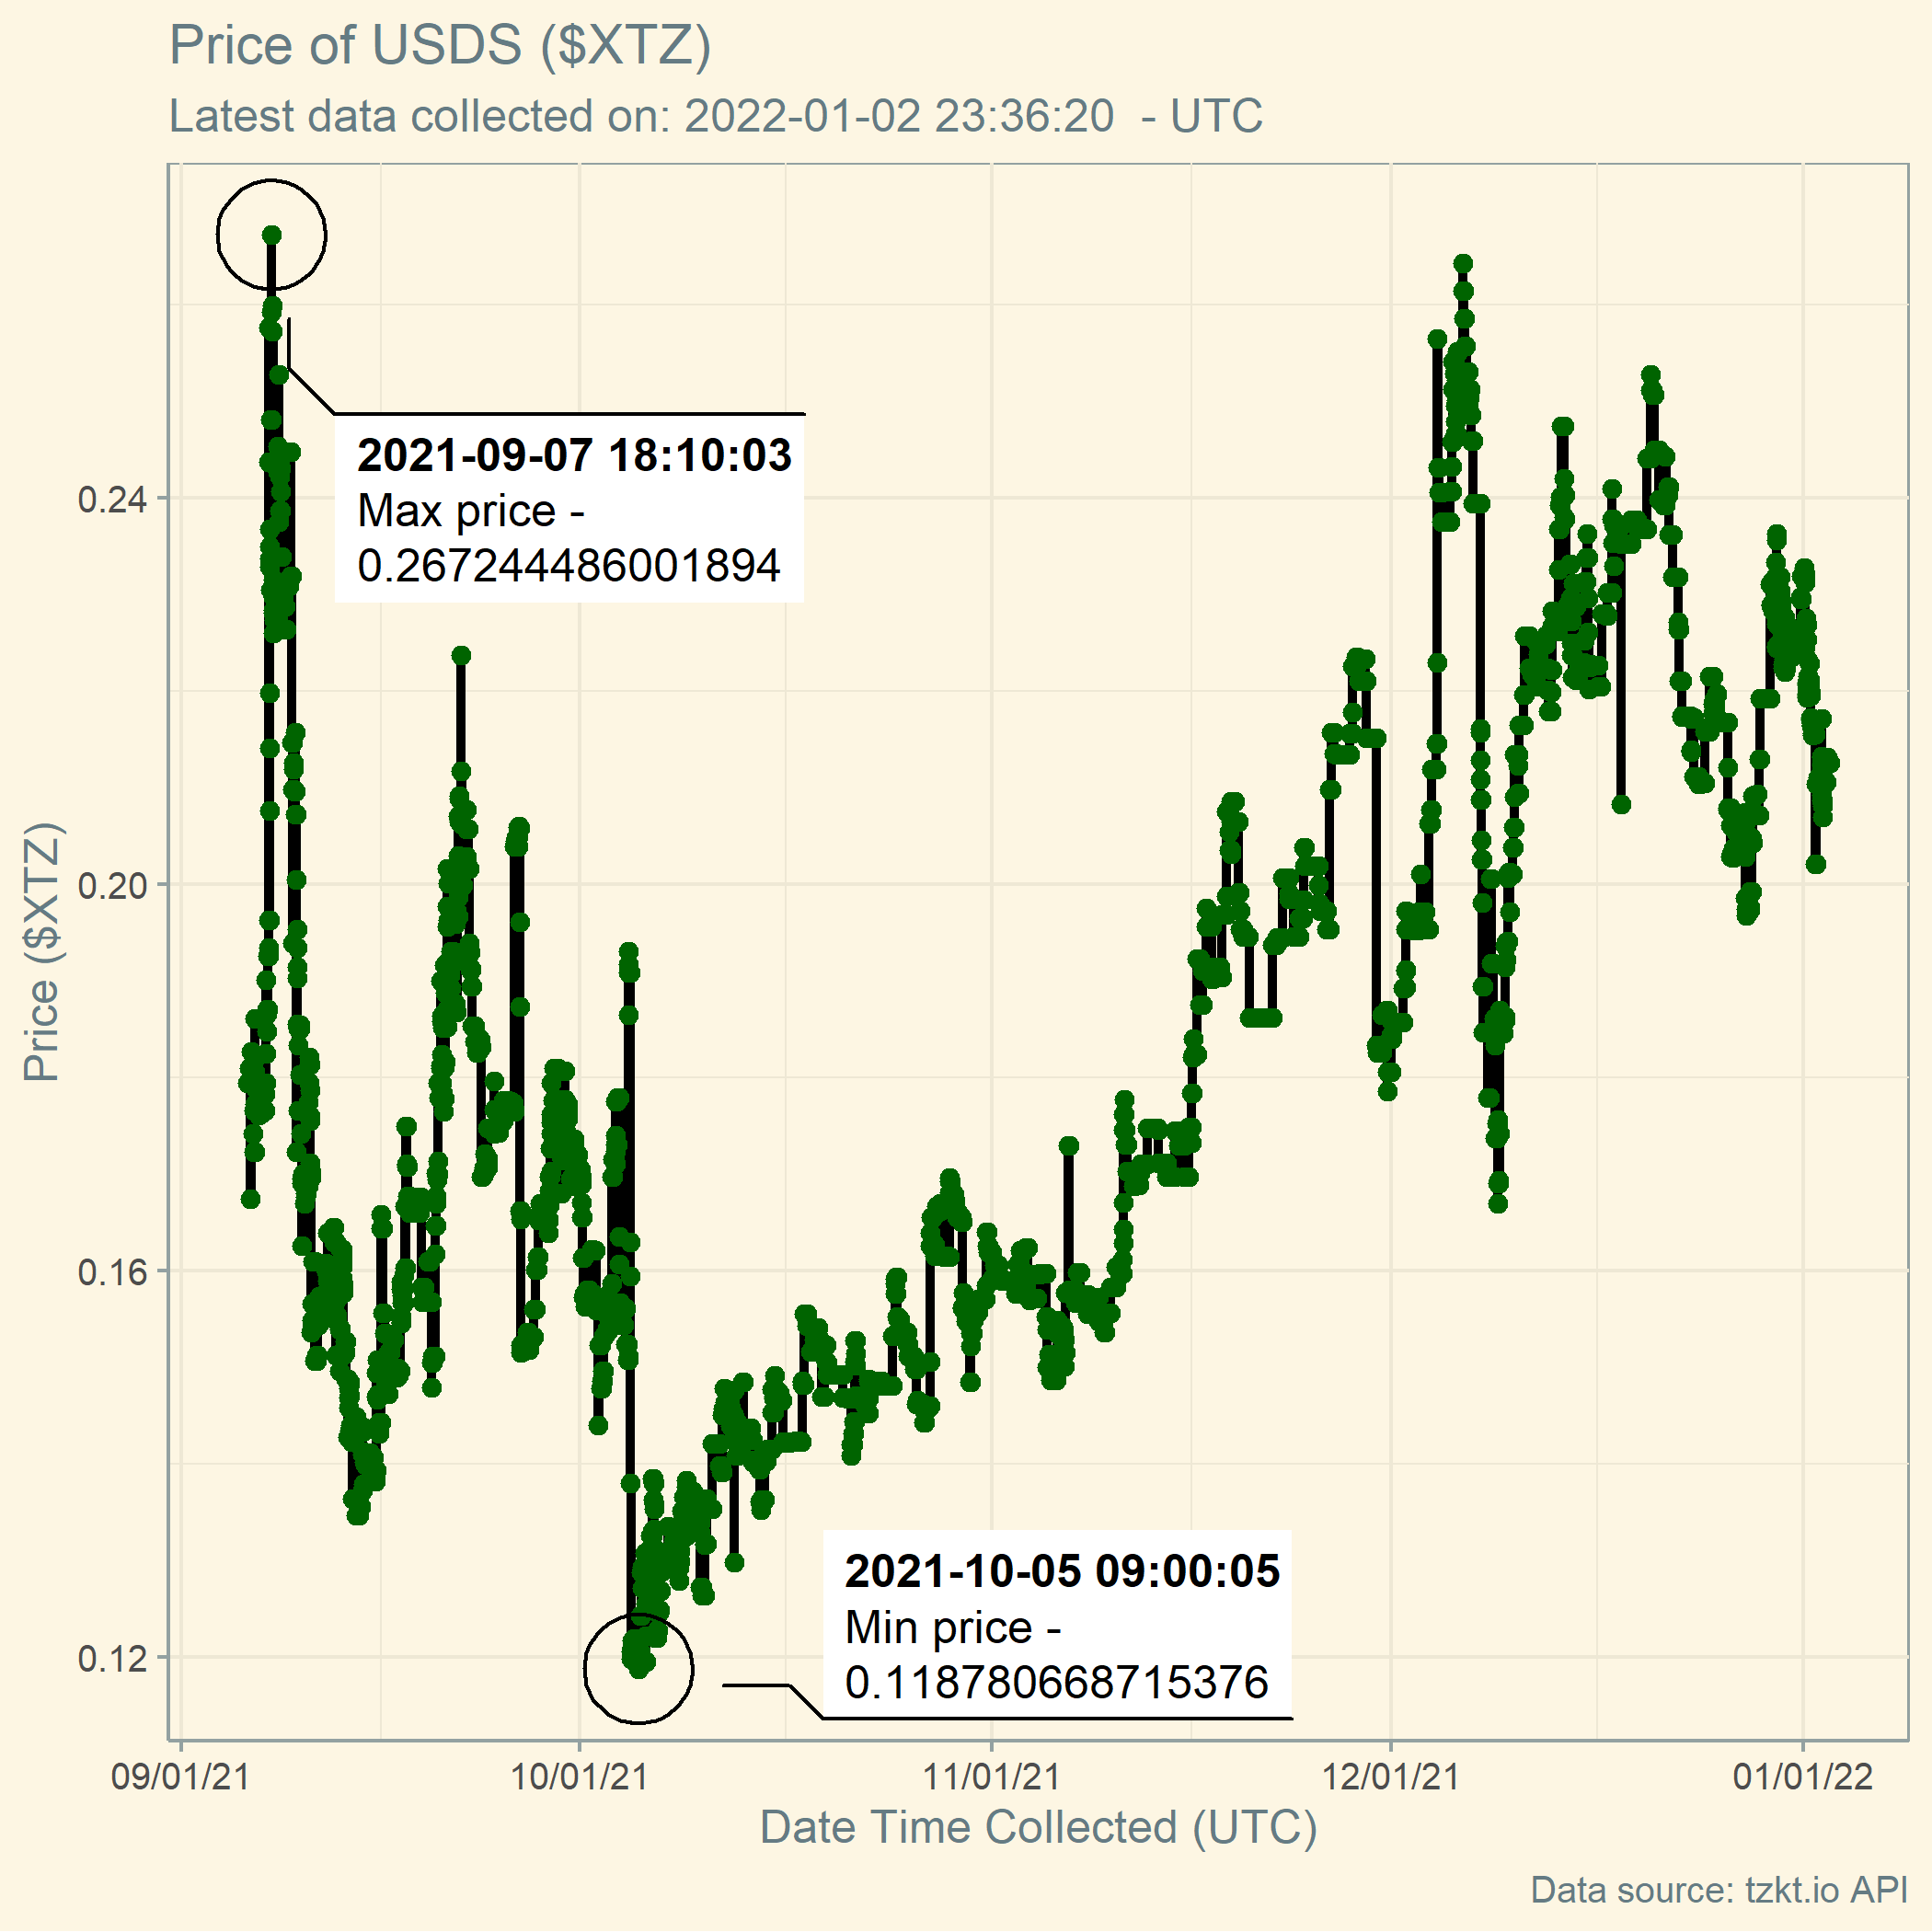 Price of USDS ($XTZ)
Latest data collected on: 2022-01-02 23:36:20 - UTC
2021-09-07 18:10:03
Max price -
0.267244486001894
0.24
0.20
0.16
0.12
Price ($XTZ)
2021-10-05 09:00:05
Min price -
0.118780668715376
09/01/21
10/01/21
11/01/21
12/01/21
01/01/22
Date Time Collected (UTC)
Data source: tzkt.io API